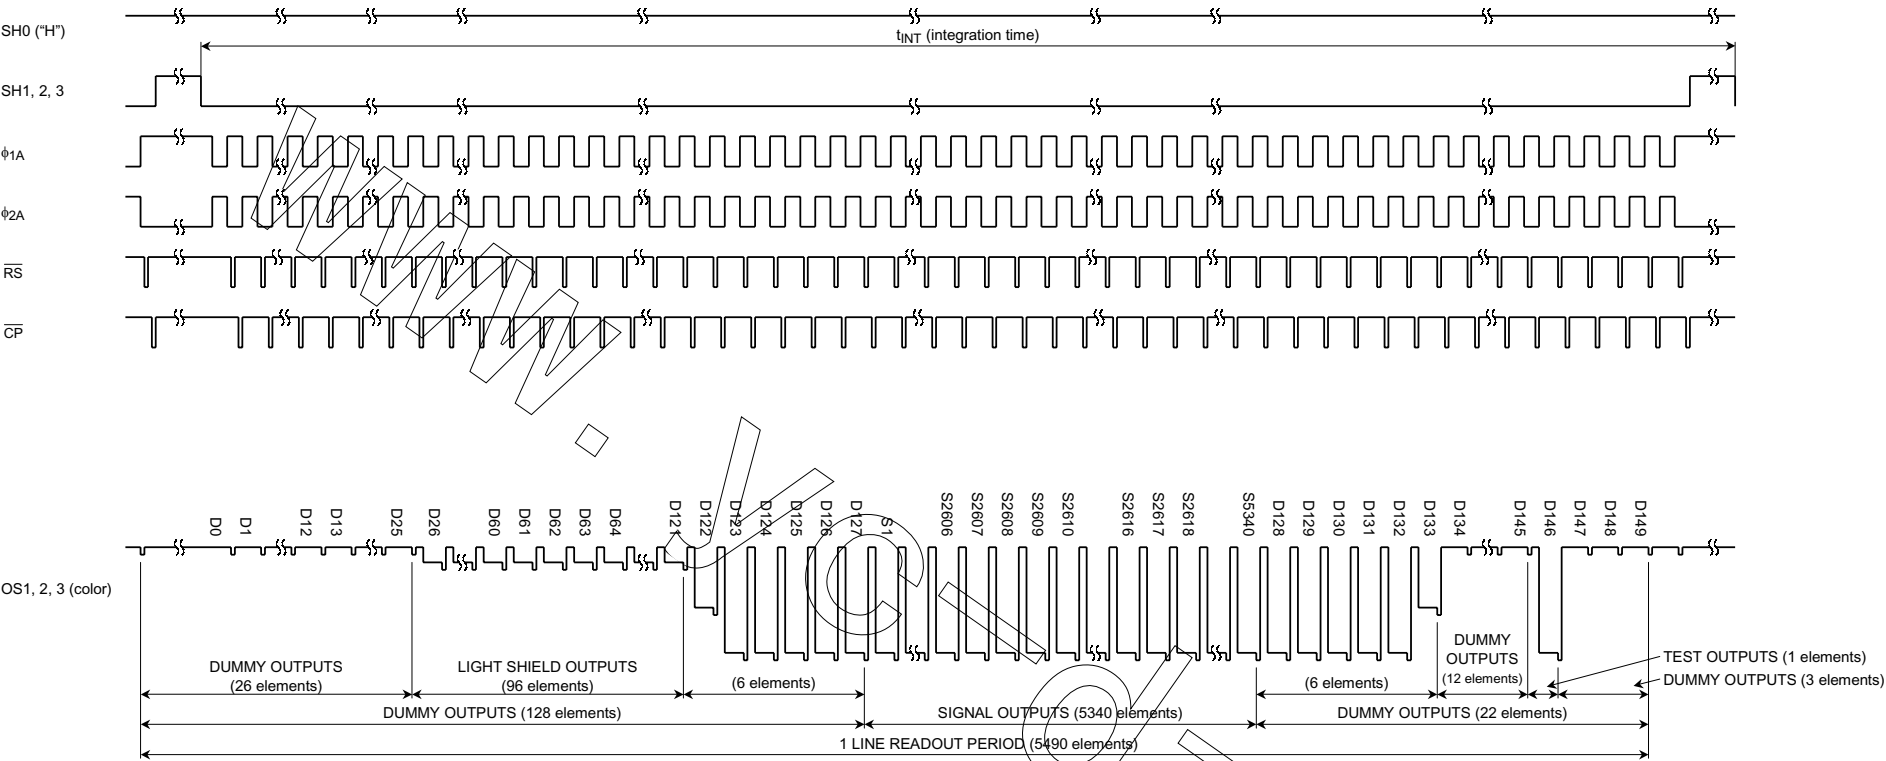 SH0 (“H”)
tINT (integration time)
SH1, 2, 3
ϕ1A
ϕ2A
RS
CP
D0 D1 D12 D13 D25 D26 D60 D61 D62 D63 D64 D121 D122 D123 D124 D125 D126 D127 S1 S2606 S2607 S2608 S2609 S2610 S2616 S2617 S2618 S5340 D128 D129 D130 D131 D132 D133 D134 D145 D146 D147 D148 D149
OS1, 2, 3 (color)
DUMMY OUTPUTS
(26 elements)
LIGHT SHIELD OUTPUTS
(96 elements)
(6 elements)
(6 elements)
DUMMY
OUTPUTS
(12 elements)
TEST OUTPUTS (1 elements)
DUMMY OUTPUTS (3 elements)
DUMMY OUTPUTS (128 elements)
SIGNAL OUTPUTS (5340 elements)
DUMMY OUTPUTS (22 elements)
1 LINE READOUT PERIOD (5490 elements)